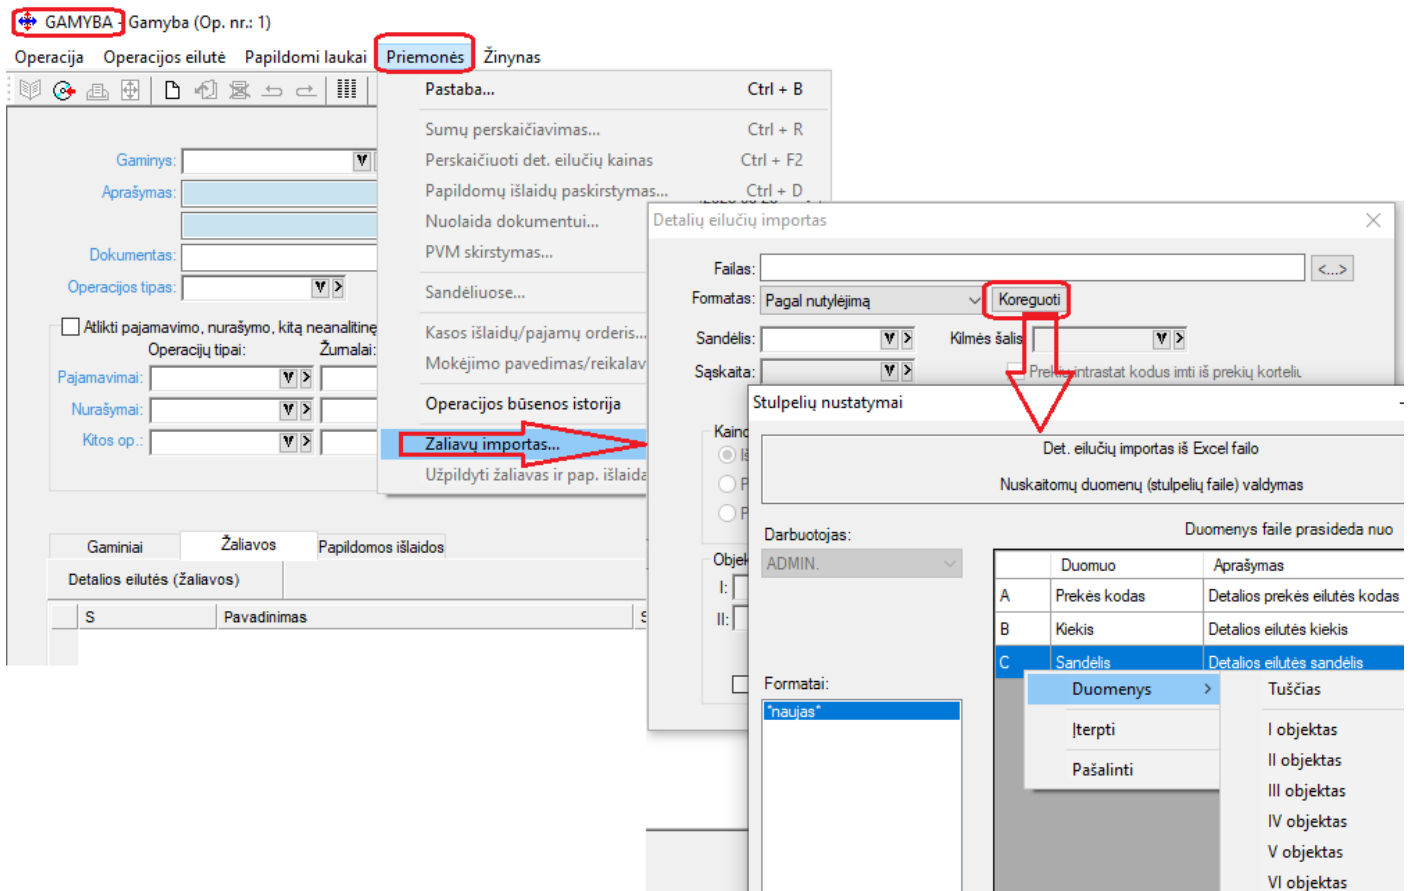 GAMYBA - Gamyba (Op. nr.: 1)
Operacija Operacijos eilutė Papildomi laukai Priemonės Žinynas
Pastaba... Ctrl + B
Sumų perskaičiavimas... Ctrl + R
Perskaičiuoti det. eilučių kainas Ctrl + F2
Papildomų išlaidų paskirstymas... Ctrl + D
Nuolaida dokumentui...
PVM skirstymas...
Sandėliuose...
Kasos išlaidų/pajamų orderis...
Mokėjimo pavedimas/reikalav
Operacijos būsenos istorija
Žaliavų importas...
Užpildyti žaliavas ir pap. išlaida
Gaminys:
Aprašymas:
Dokumentas:
Operacijos tipas:
Atlikti pajamavimo, nurašymo, kitą neanalitinę
Operacijų tipai: Žurnalai:
Pajamavimai:
Nurašymai:
Kitos op.:
Gaminiai Žaliavos Papildomos išlaidos
Detalios eilutės (žaliavos)
S Pavadinimas S
Detalių eilučių importas
Failas: <...>
Formatas: Pagal nutylėjimą Koreguoti
Sandėlis: Kilmės šalis
Sąskaita: Prekių intrastat kodus imti iš prekių kortelių
Kaino
Objek
I:
II:
Stulpelių nustatymai
Det. eilučių importas iš Excel failo
Nuskaitomų duomenų (stulpelių faile) valdymas
Darbuotojas:
ADMIN.
Duomenys faile prasideda nuo
Duomuo Aprašymas
A Prekės kodas Detalios prekės eilutės kodas
B Kiekis Detalios eilutės kiekis
C Sandėlis Detalios eilutės sandėlis
Formatai:
*naujas*
Duomenys
Įterpti
Pašalinti
Tuščias
I objektas
II objektas
III objektas
IV objektas
V objektas
VI objektas